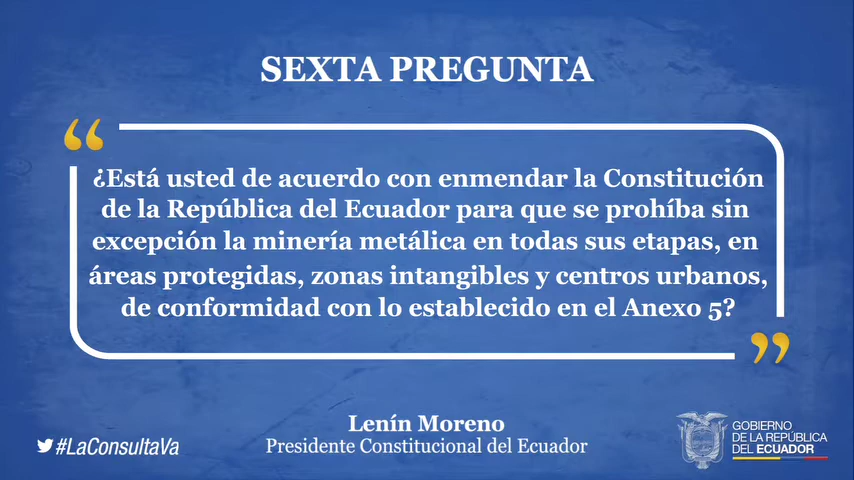 SEXTA PREGUNTA
“
¿Está usted de acuerdo con enmendar la Constitución
de la República del Ecuador para que se prohíba sin
excepción la minería metálica en todas sus etapas, en
áreas protegidas, zonas intangibles y centros urbanos,
de conformidad con lo establecido en el Anexo 5?
”
Lenín Moreno
Presidente Constitucional del Ecuador
#LaConsultaVa
GOBIERNO
DE LA REPÚBLICA
DEL ECUADOR